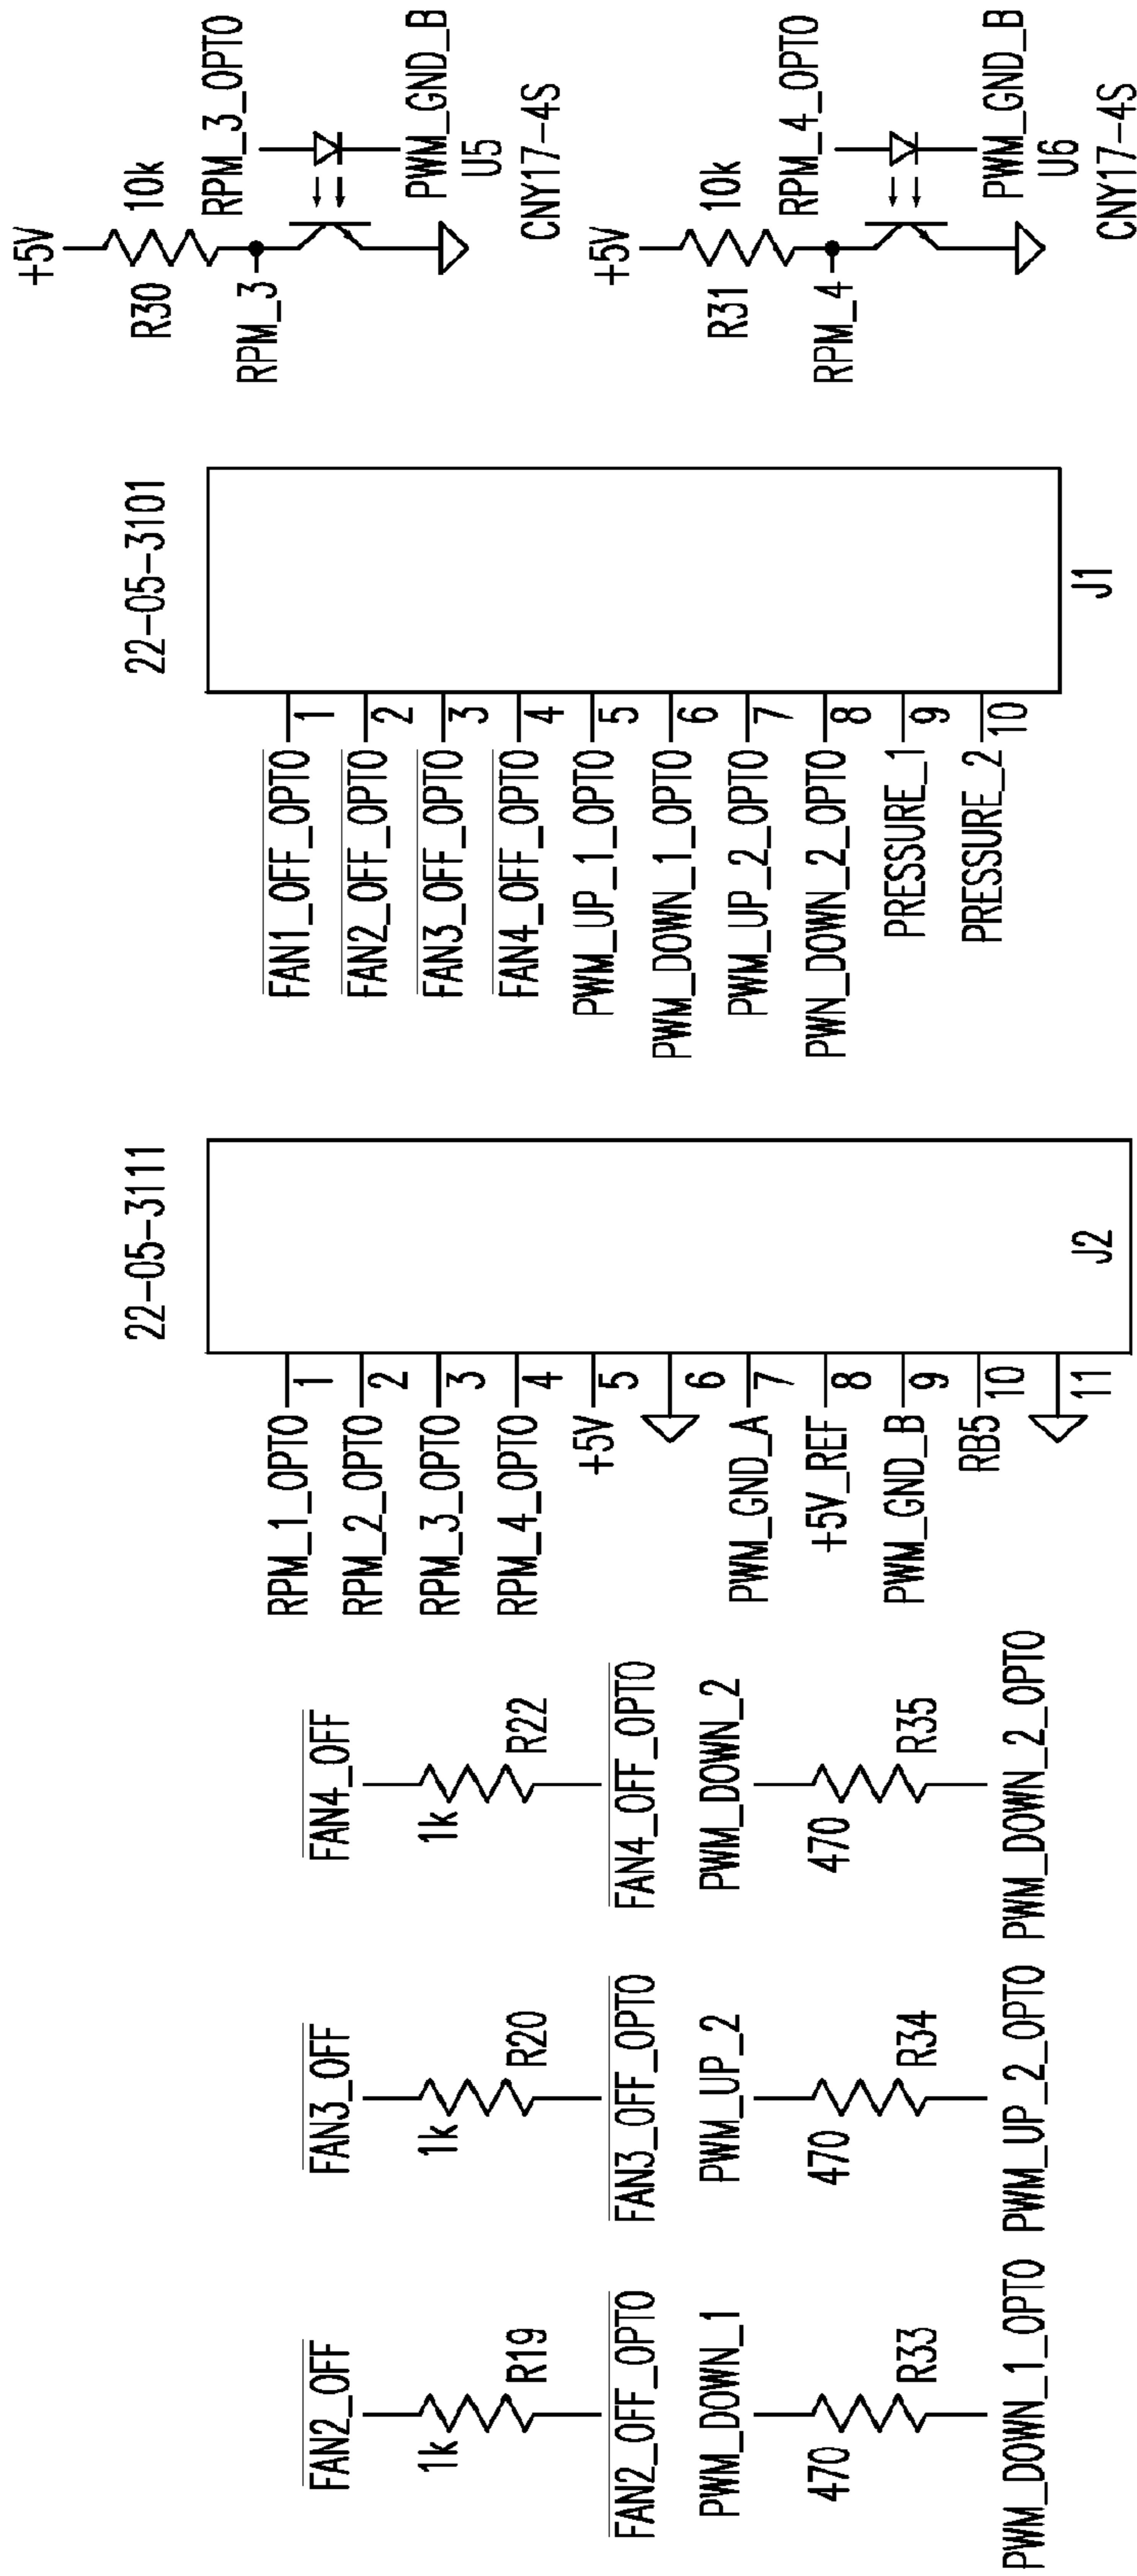 FAN2_OFF
1k
R19
FAN2_OFF_OPTO
PWM_DOWN_1
470
R33
PWM_DOWN_1_OPTO
FAN3_OFF
1k
R20
FAN3_OFF_OPTO
PWM_UP_2
470
R34
PWM_UP_2_OPTO
FAN4_OFF
1k
R22
FAN4_OFF_OPTO
PWM_DOWN_2
470
R35
PWM_DOWN_2_OPTO
22-05-3111
RPM_1_OPTO 1
RPM_2_OPTO 2
RPM_3_OPTO 3
RPM_4_OPTO 4
+5V 5
6
PWM_GND_A 7
+5V_REF 8
PWM_GND_B 9
RB5 10
11
J2
22-05-3101
FAN1_OFF_OPTO 1
FAN2_OFF_OPTO 2
FAN3_OFF_OPTO 3
FAN4_OFF_OPTO 4
PWM_UP_1_OPTO 5
PWM_DOWN_1_OPTO 6
PWM_UP_2_OPTO 7
PWN_DOWN_2_OPTO 8
PRESSURE_1 9
PRESSURE_2 10
J1
+5V
R30
10k
RPM_3
RPM_3_OPTO
PWM_GND_B
U5
CNY17-4S
+5V
R31
10k
RPM_4
RPM_4_OPTO
PWM_GND_B
U6
CNY17-4S